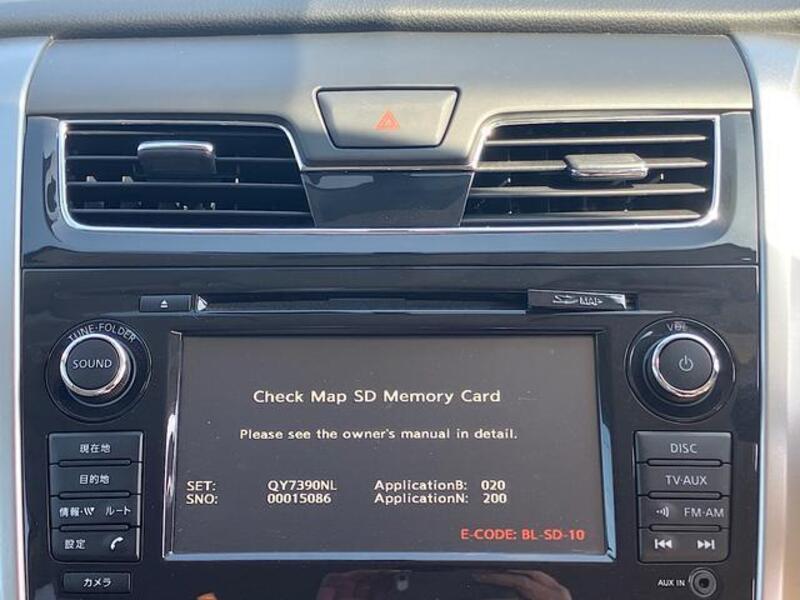 SD MAP
TUNE·FOLDER
VOL
SOUND
Check Map SD Memory Card
Please see the owner's manual in detail.
SET: QY7390NL ApplicationB: 020
SNO: 00015086 ApplicationN: 200
E-CODE: BL-SD-10
現在地
目的地
情報·VV ルート
設定
カメラ
DISC
TV·AUX
FM·AM
AUX IN